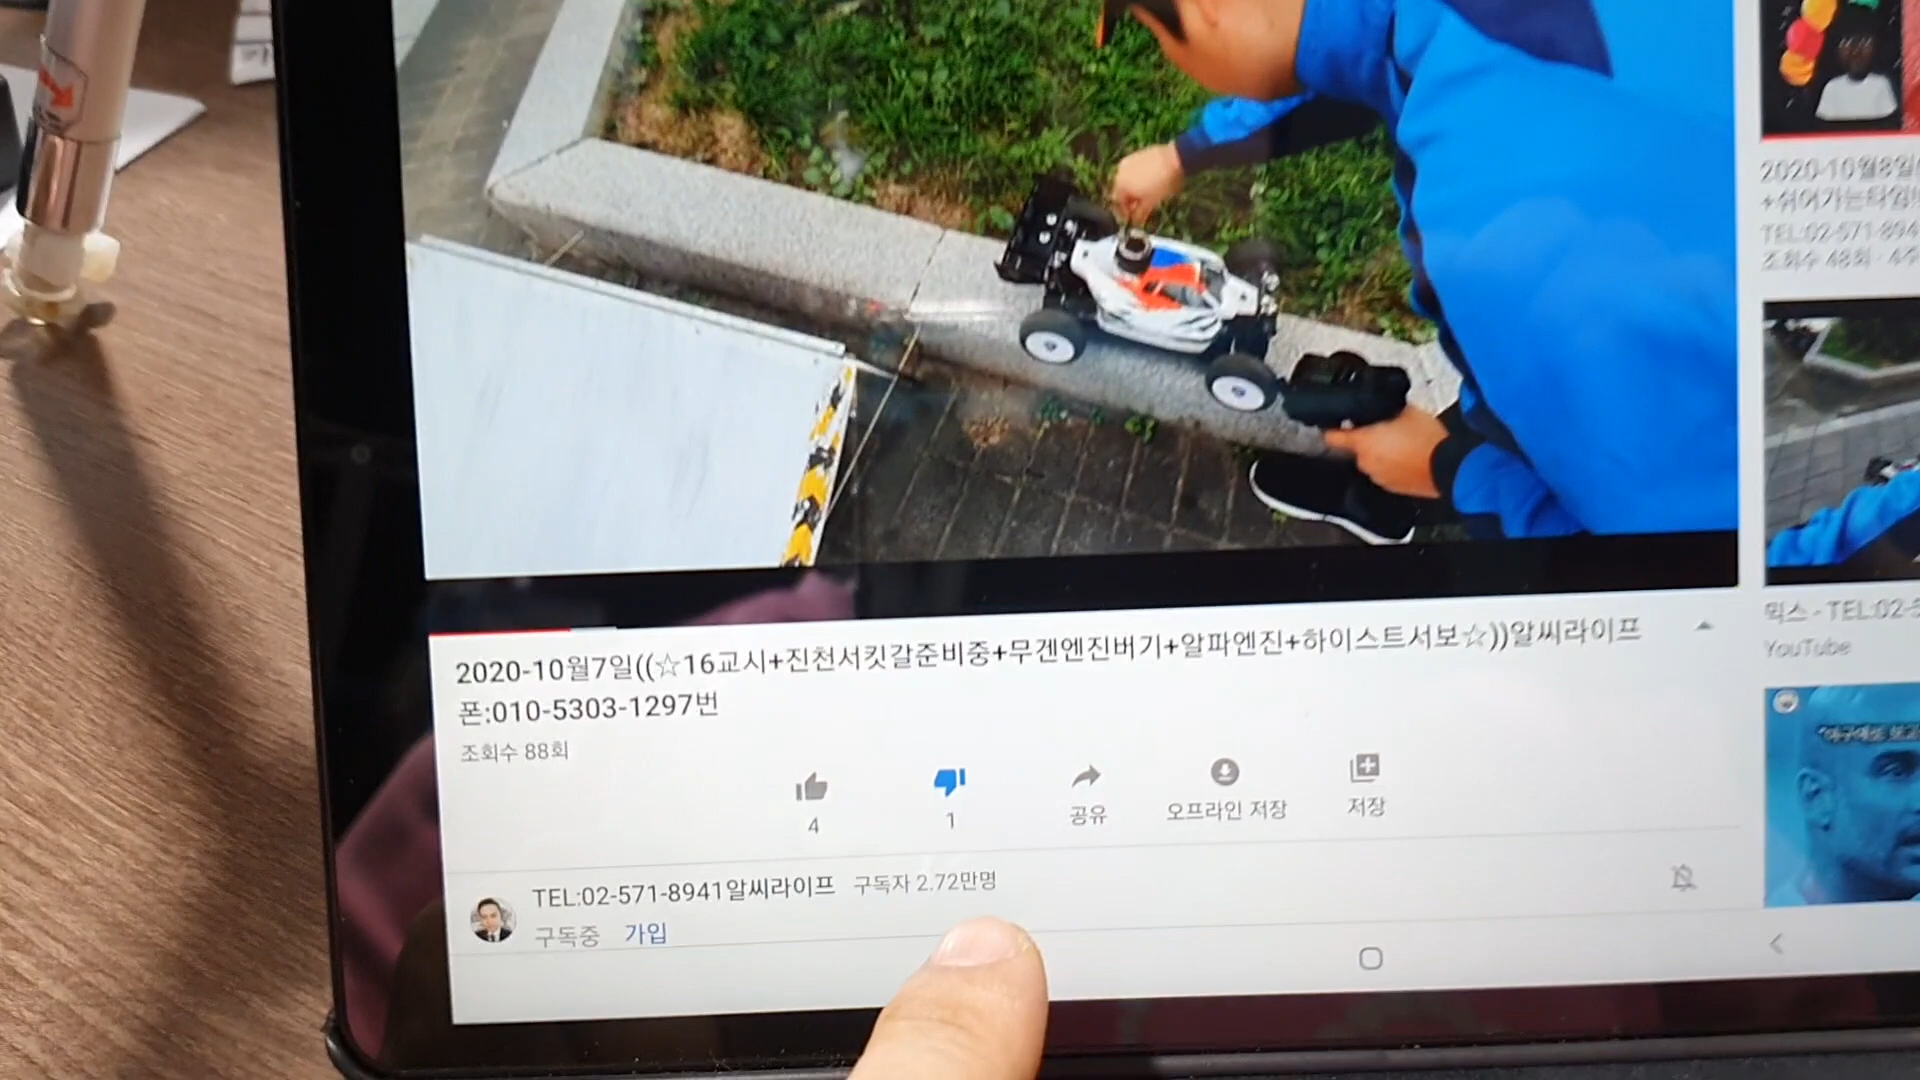 2020-10월7일((☆16교시+진천서킷갈준비중+무겐엔진버기+알파엔진+하이스트서보☆))알씨라이프
폰:010-5303-1297번
조회수 88회
4
1
공유
오프라인 저장
저장
TEL:02-571-8941알씨라이프 구독자 2.72만명
구독중 가입
2020-10월8일
+쉬어가는타임
TEL:02-571-894
조회수 48회 · 4주
믹스 - TEL:02-5
YouTube